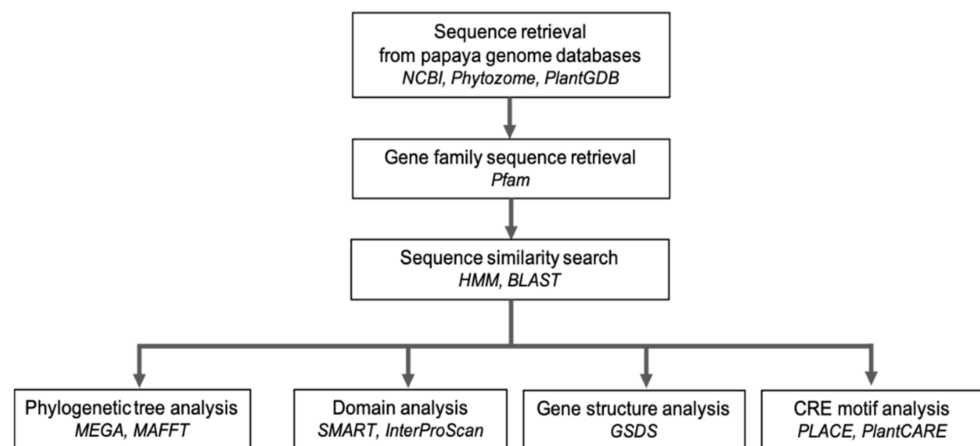 Sequence retrieval
from papaya genome databases
NCBI, Phytozome, PlantGDB
Gene family sequence retrieval
Pfam
Sequence similarity search
HMM, BLAST
Phylogenetic tree analysis
MEGA, MAFFT
Domain analysis
SMART, InterProScan
Gene structure analysis
GSDS
CRE motif analysis
PLACE, PlantCARE